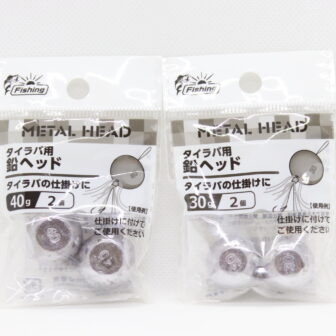 Fishing
METAL HEAD
タイラバ用
鉛ヘッド
タイラバの仕掛けに
40g 2個
【使用例】
仕掛けに付けて
ご使用ください
Fishing
METAL HEAD
タイラバ用
鉛ヘッド
タイラバの仕掛けに
30g 2個
【使用例】
仕掛けに付けて
ご使用ください